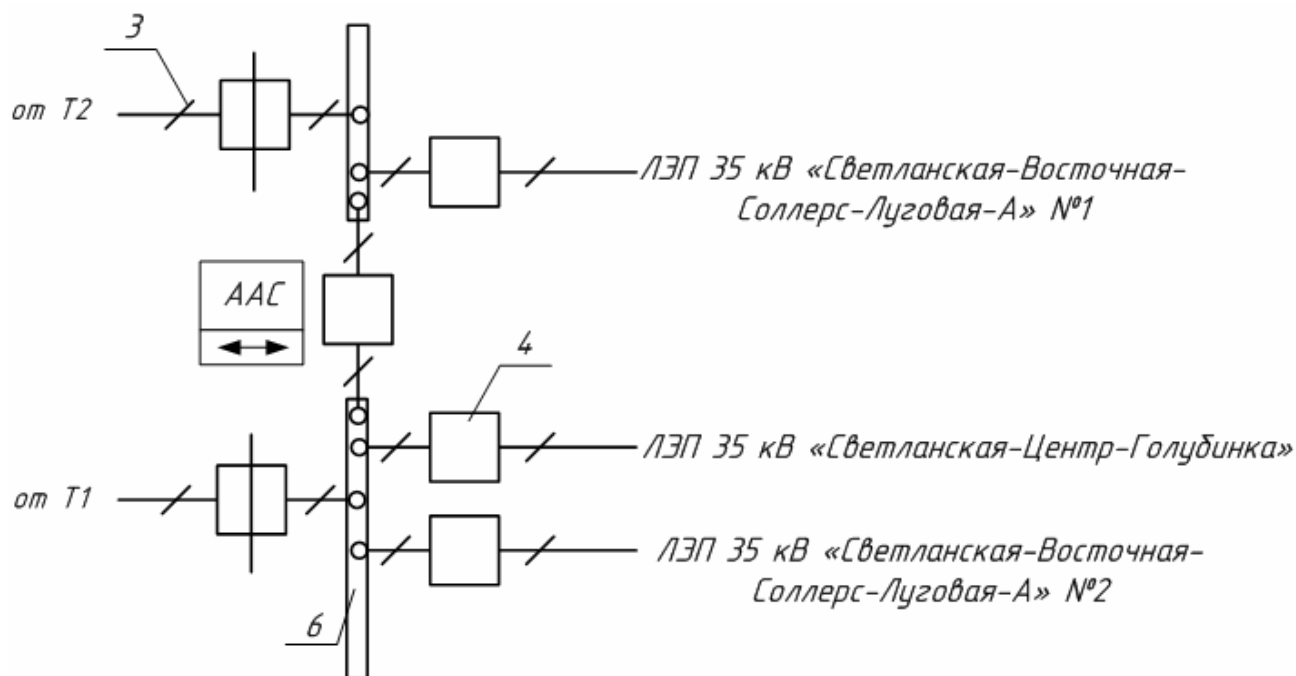 3
от Т2
ЛЭП 35 кВ «Светланская-Восточная-
Соллерс-Луговая-А» №1
ААС
4
ЛЭП 35 кВ «Светланская-Центр-Голубинка»
от Т1
ЛЭП 35 кВ «Светланская-Восточная-
Соллерс-Луговая-А» №2
6